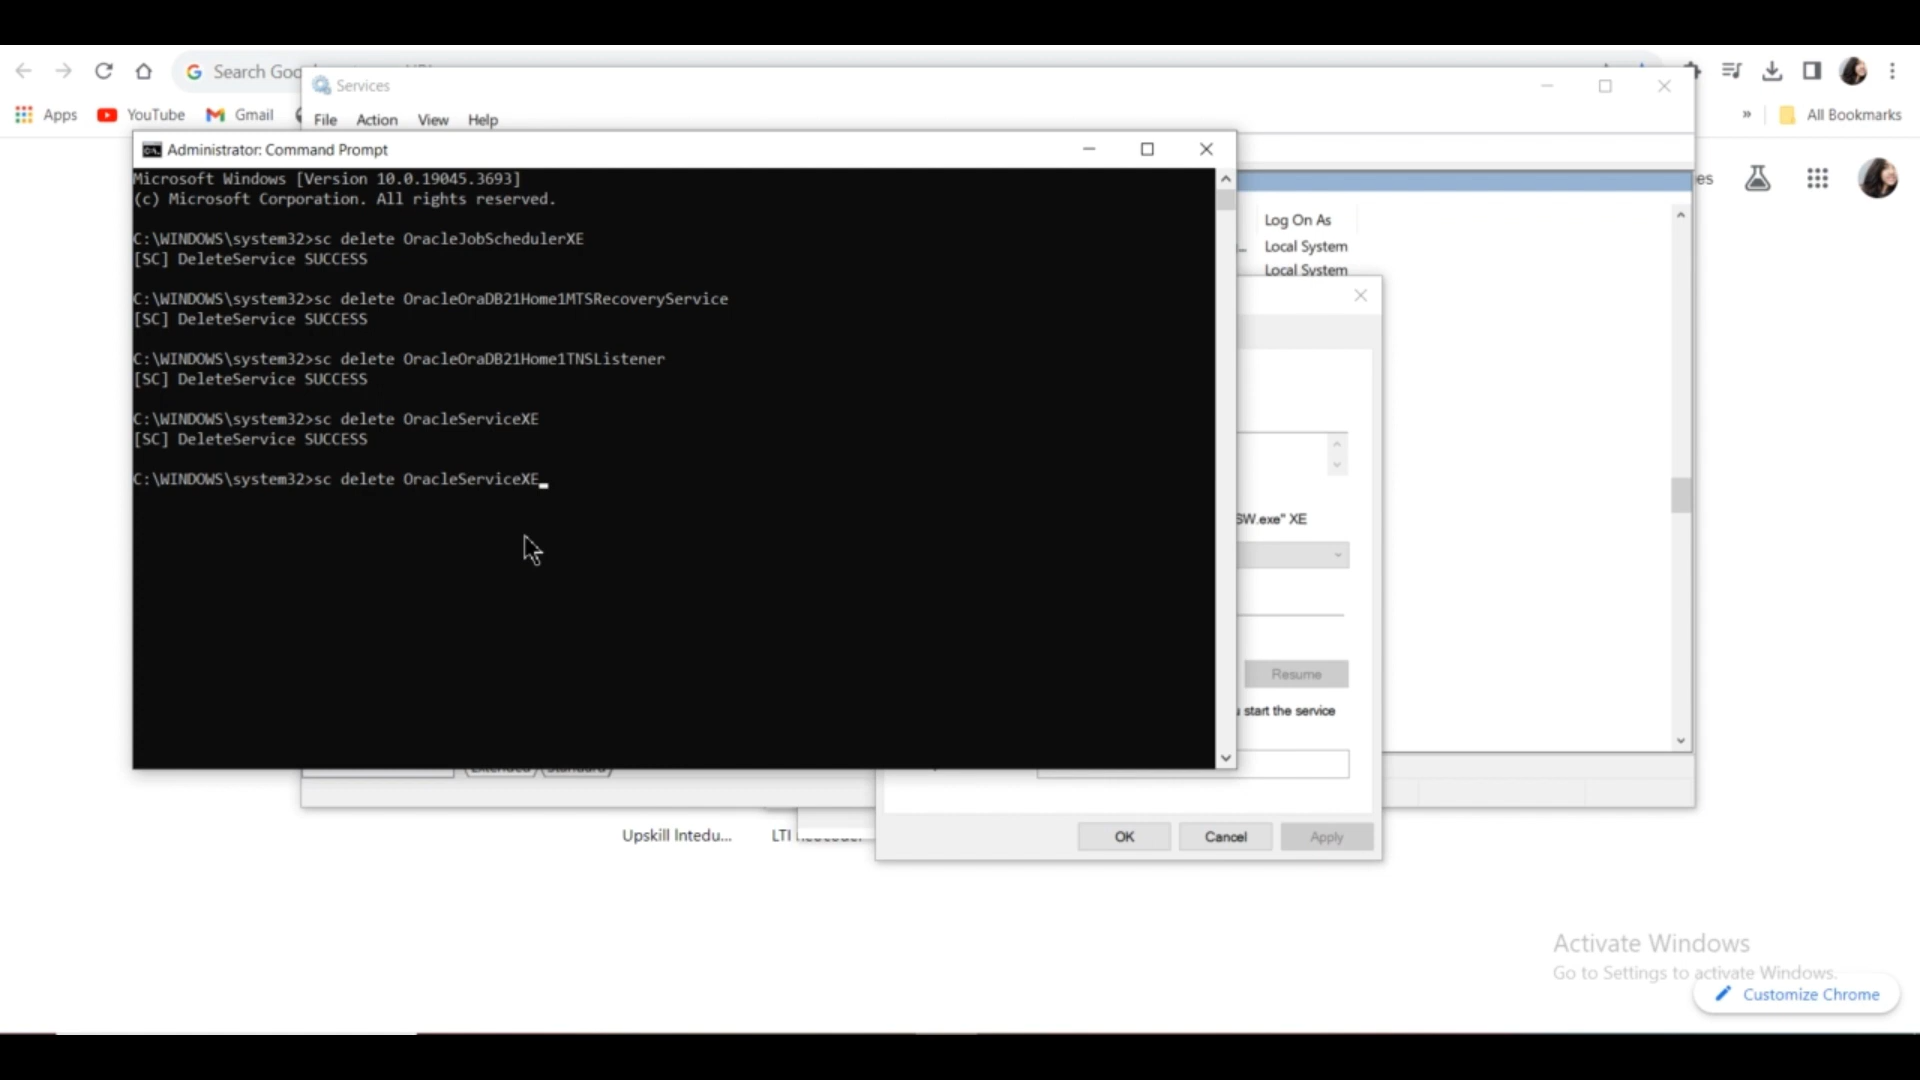 Search Goo
Services
Apps
YouTube
Gmail
All Bookmarks
File
Action
View
Help
Administrator: Command Prompt
Microsoft Windows [Version 10.0.19045.3693]
(c) Microsoft Corporation. All rights reserved.
C:\WINDOWS\system32>sc delete OracleJobSchedulerXE
[SC] DeleteService SUCCESS
C:\WINDOWS\system32>sc delete OracleOraDB21Home1MTSRecoveryService
[SC] DeleteService SUCCESS
C:\WINDOWS\system32>sc delete OracleOraDB21Home1TNSListener
[SC] DeleteService SUCCESS
C:\WINDOWS\system32>sc delete OracleServiceXE
[SC] DeleteService SUCCESS
C:\WINDOWS\system32>sc delete OracleServiceXE
es
Log On As
Local System
Local System
SW.exe" XE
Resume
start the service
Extended
Standard
OK
Cancel
Apply
Upskill Intedu...
LTI
Activate Windows
Go to Settings to activate Windows.
Customize Chrome